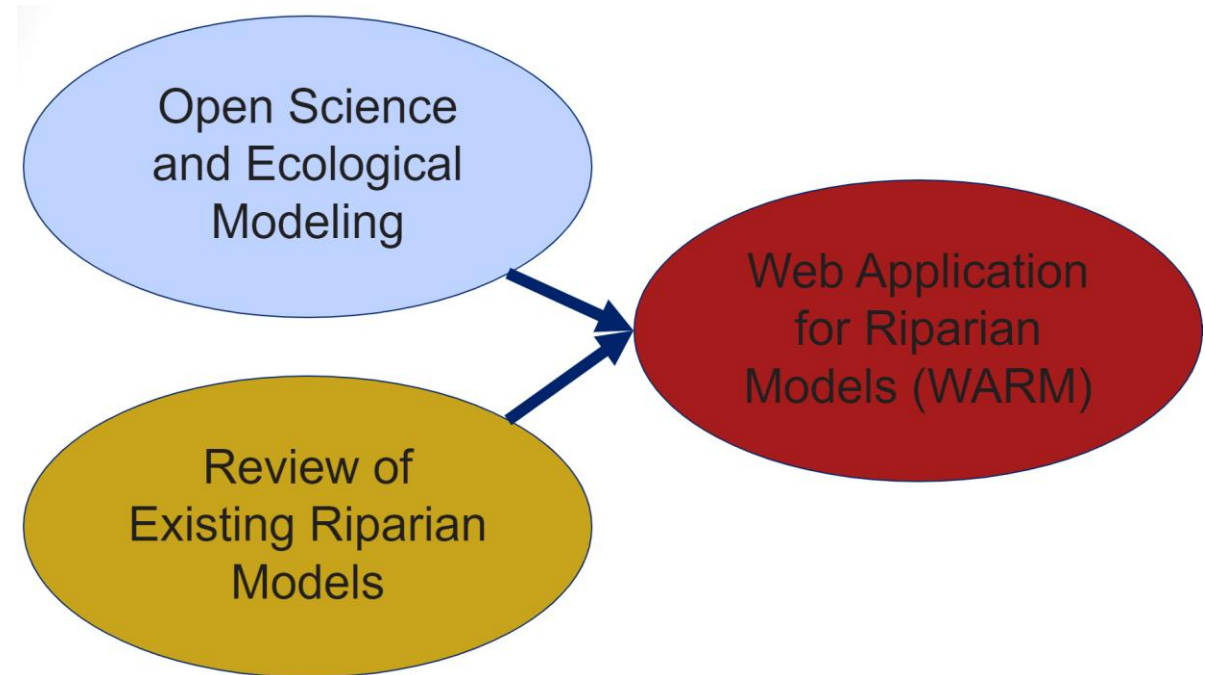 Open Science
and Ecological
Modeling
Review of
Existing Riparian
Models
Web Application
for Riparian
Models (WARM)